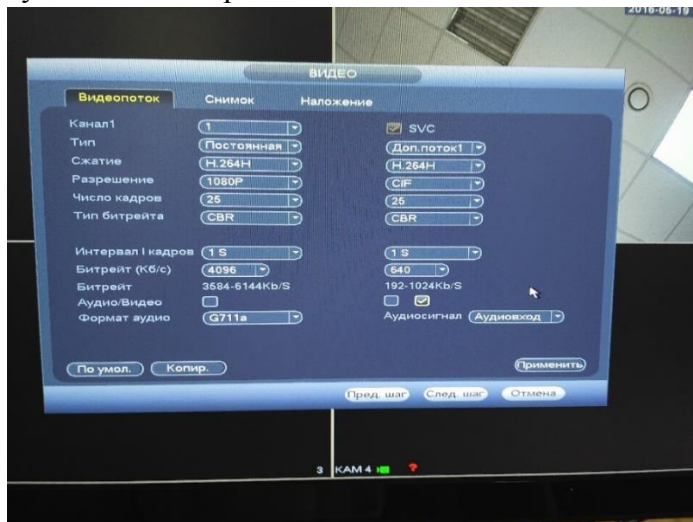 2016-06-19
ВИДЕО
Видеопоток Снимок Наложение
Канал1 1 SVC
Тип Постоянная Доп.поток1
Сжатие H.264H H.264H
Разрешение 1080P CIF
Число кадров 25 25
Тип битрейта CBR CBR
Интервал I кадров 1 S 1 S
Битрейт (Кб/с) 4096 640
Битрейт 3584-6144Kb/S 192-1024Kb/S
Аудио/Видео
Формат аудио G711a Аудиосигнал Аудиовход
По умол. Копир. Применить
Пред. шаг След. шаг Отмена
3 КАМ 4 ?